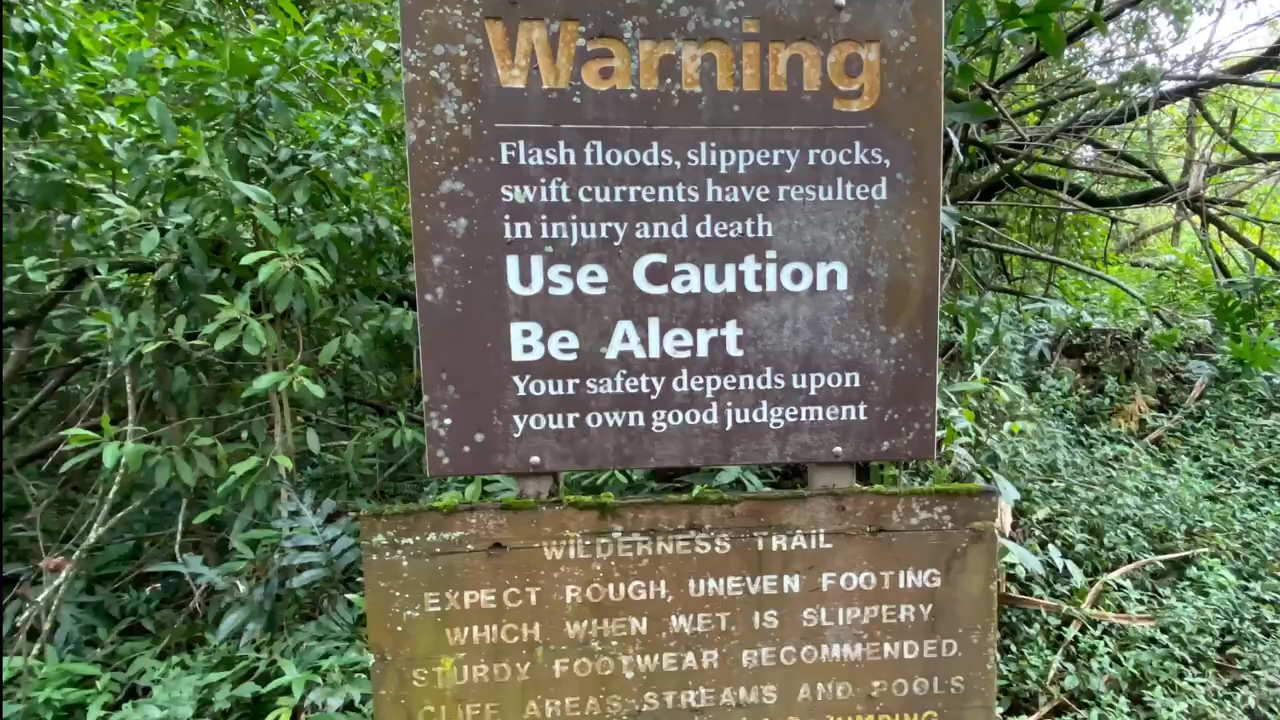 Warning
Flash floods, slippery rocks,
swift currents have resulted
in injury and death
Use Caution
Be Alert
Your safety depends upon
your own good judgement
WILDERNESS TRAIL
EXPECT ROUGH, UNEVEN FOOTING
WHICH WHEN WET, IS SLIPPERY
STURDY FOOTWEAR RECOMMENDED.
CLIFF AREAS STREAMS AND POOLS
JUMPING